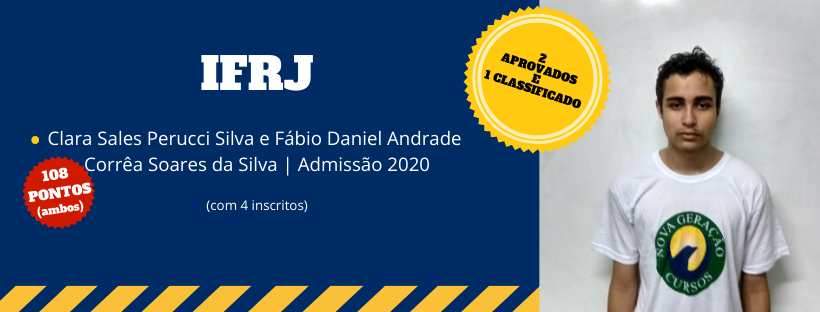 IFRJ
2
APROVADOS
E
1 CLASSIFICADO
Clara Sales Perucci Silva e Fábio Daniel Andrade
Corrêa Soares da Silva | Admissão 2020
108
PONTOS
(ambos)
(com 4 inscritos)
NOVA GERAÇÃO
CURSOS